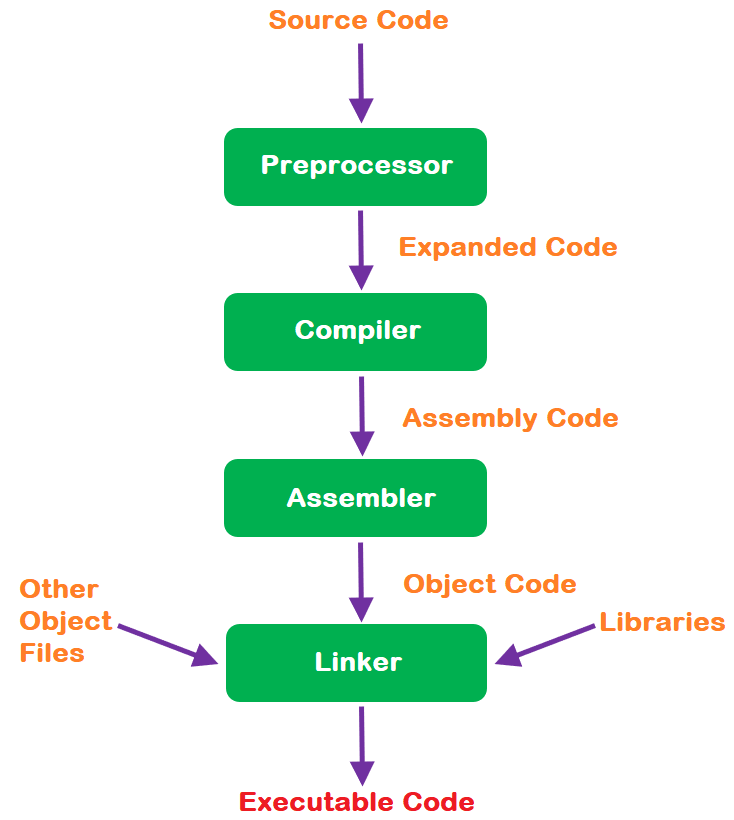 Source Code
Preprocessor
Expanded Code
Compiler
Assembly Code
Assembler
Object Code
Other
Object
Files
Libraries
Linker
Executable Code